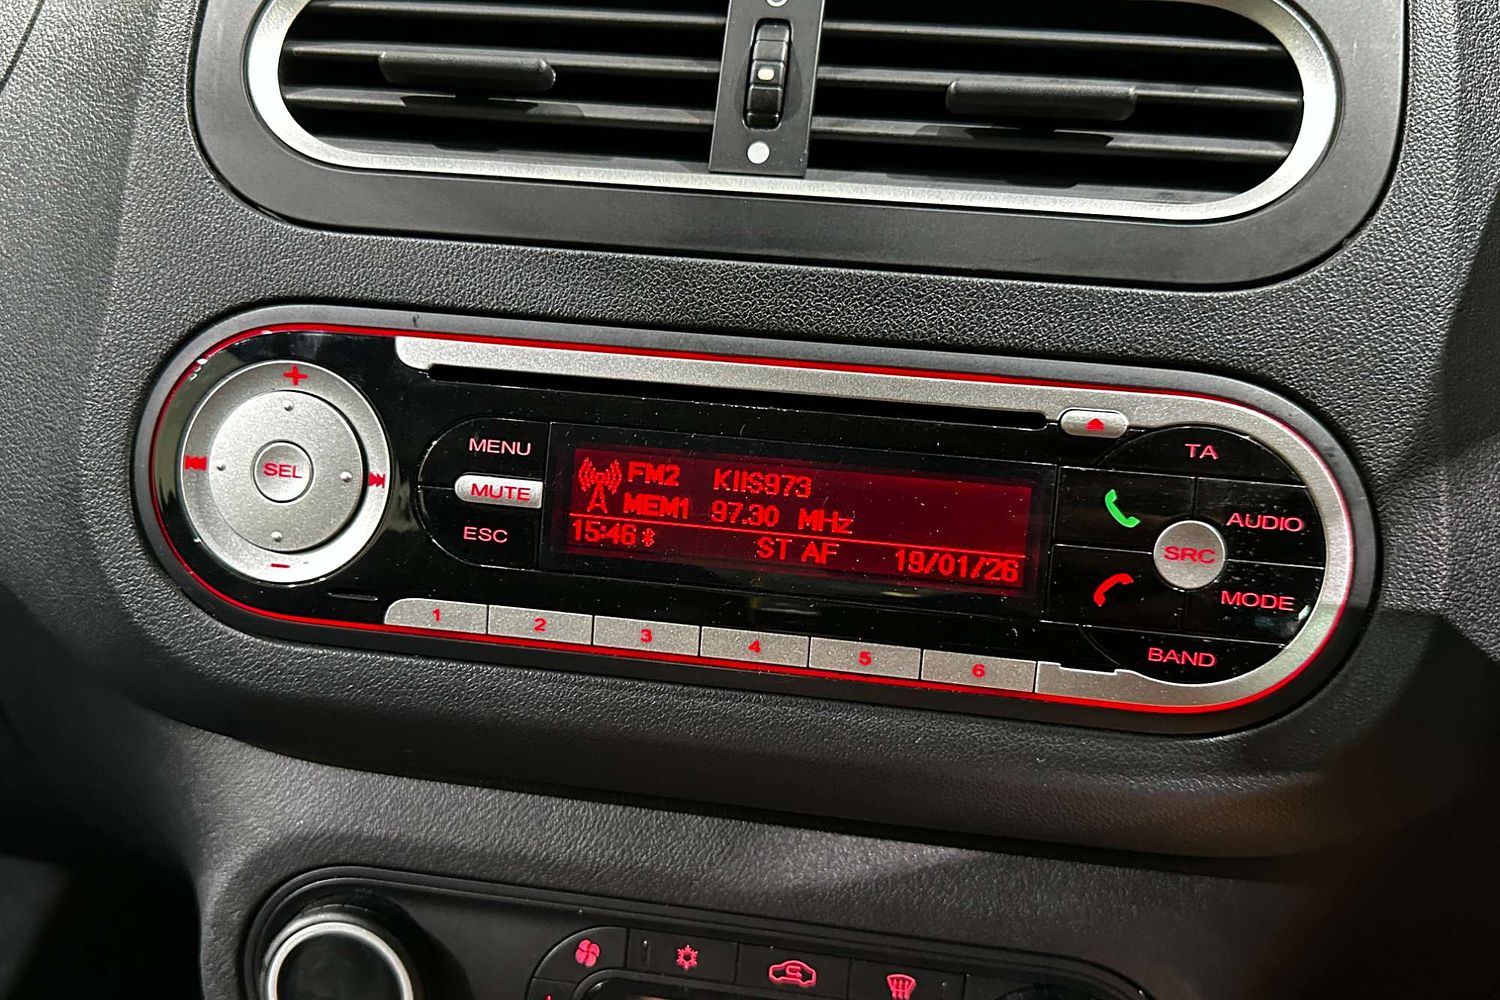 MENU
MUTE
ESC
SEL
FM2 KIIS973
MEM1 97.30 MHz
15:46 ST AF 19/01/26
TA
AUDIO
SRC
MODE
BAND
1 2 3 4 5 6